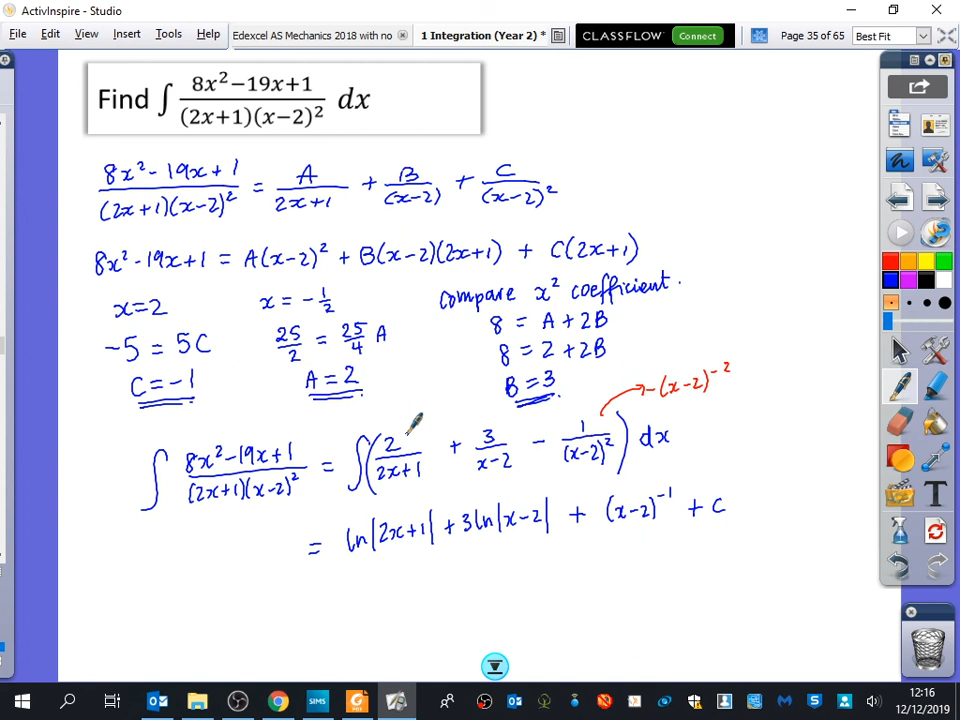 ActivInspire - Studio
File Edit View Insert Tools Help Edexcel AS Mechanics 2018 with no 1 Integration (Year 2) * CLASSFLOW Connect Page 35 of 65 Best Fit
Find ∫ (8x²−19x+1)/((2x+1)(x−2)²) dx
(8x² - 19x + 1)/((2x+1)(x-2)²) = A/(2x+1) + B/(x-2) + C/(x-2)²
8x² - 19x + 1 = A(x-2)² + B(x-2)(2x+1) + C(2x+1)
x=2 x = -1/2 compare x² coefficient.
-5 = 5C 25/2 = 25/4 A 8 = A + 2B
8 = 2 + 2B
C = -1 A = 2 B = 3
-(x-2)⁻²
∫ (8x² - 19x + 1)/((2x+1)(x-2)²) = ∫(2/(2x+1) + 3/(x-2) - 1/(x-2)²) dx
= ln|2x+1| + 3ln|x-2| + (x-2)⁻¹ + C
SIMS
PDF
12:16
12/12/2019